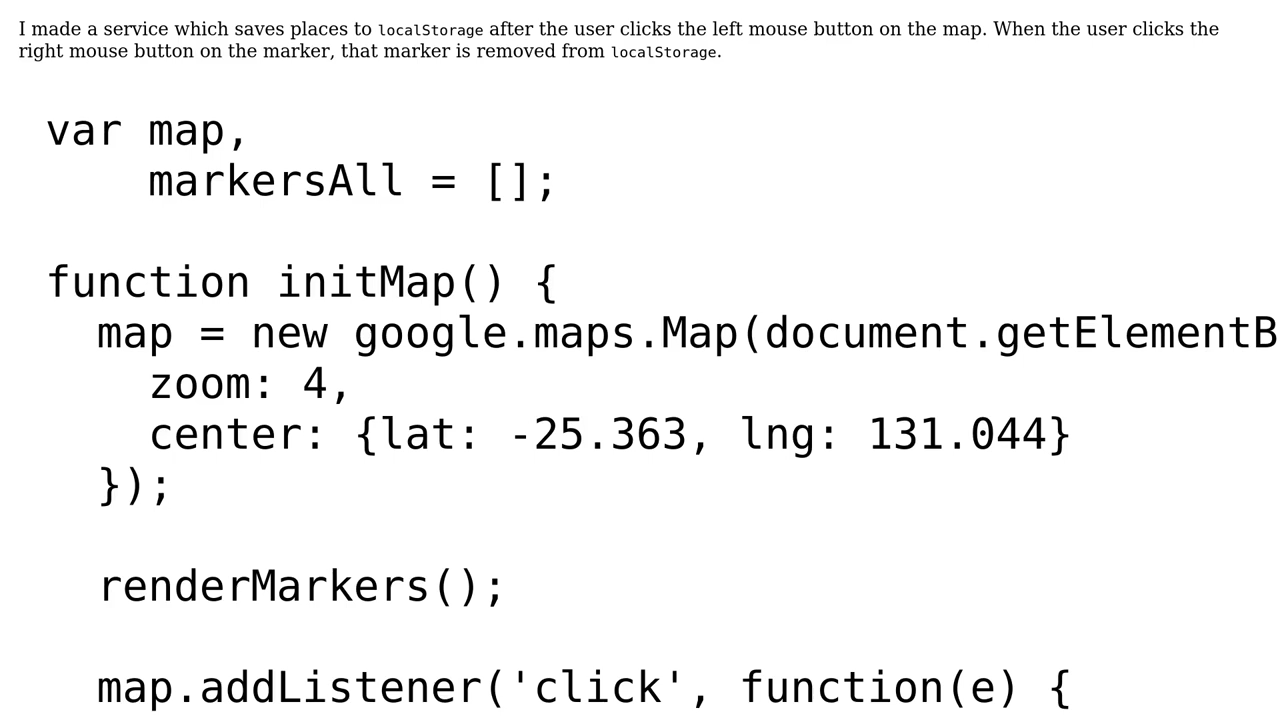 I made a service which saves places to localStorage after the user clicks the left mouse button on the map. When the user clicks the
right mouse button on the marker, that marker is removed from localStorage.
var map,
    markersAll = [];
function initMap() {
  map = new google.maps.Map(document.getElementB
    zoom: 4,
    center: {lat: -25.363, lng: 131.044}
  });
  renderMarkers();
  map.addListener('click', function(e) {